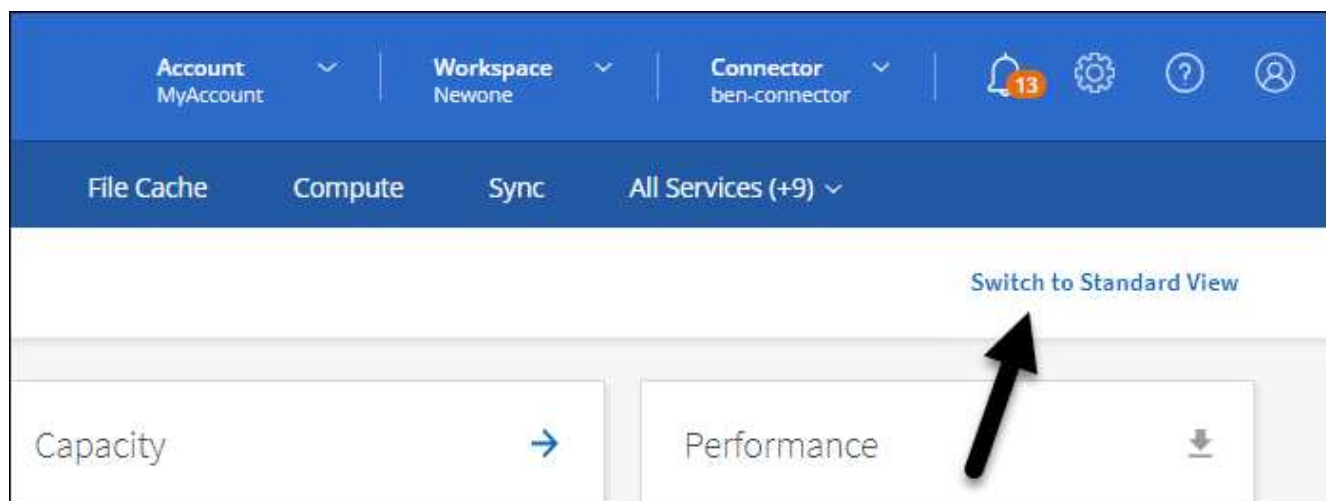 Account
MyAccount
Workspace
Newone
Connector
ben-connector
13
?
File Cache
Compute
Sync
All Services (+9)
Switch to Standard View
Capacity
Performance